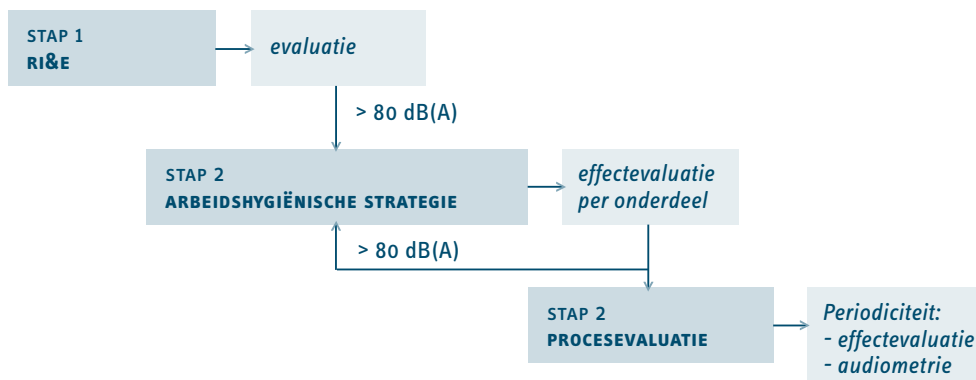 STAP 1
RI&E
evaluatie
> 80 dB(A)
STAP 2
ARBEIDSHYGIËNISCHE STRATEGIE
effectevaluatie
per onderdeel
> 80 dB(A)
STAP 2
PROCESEVALUATIE
Periodiciteit:
- effectevaluatie
- audiometrie